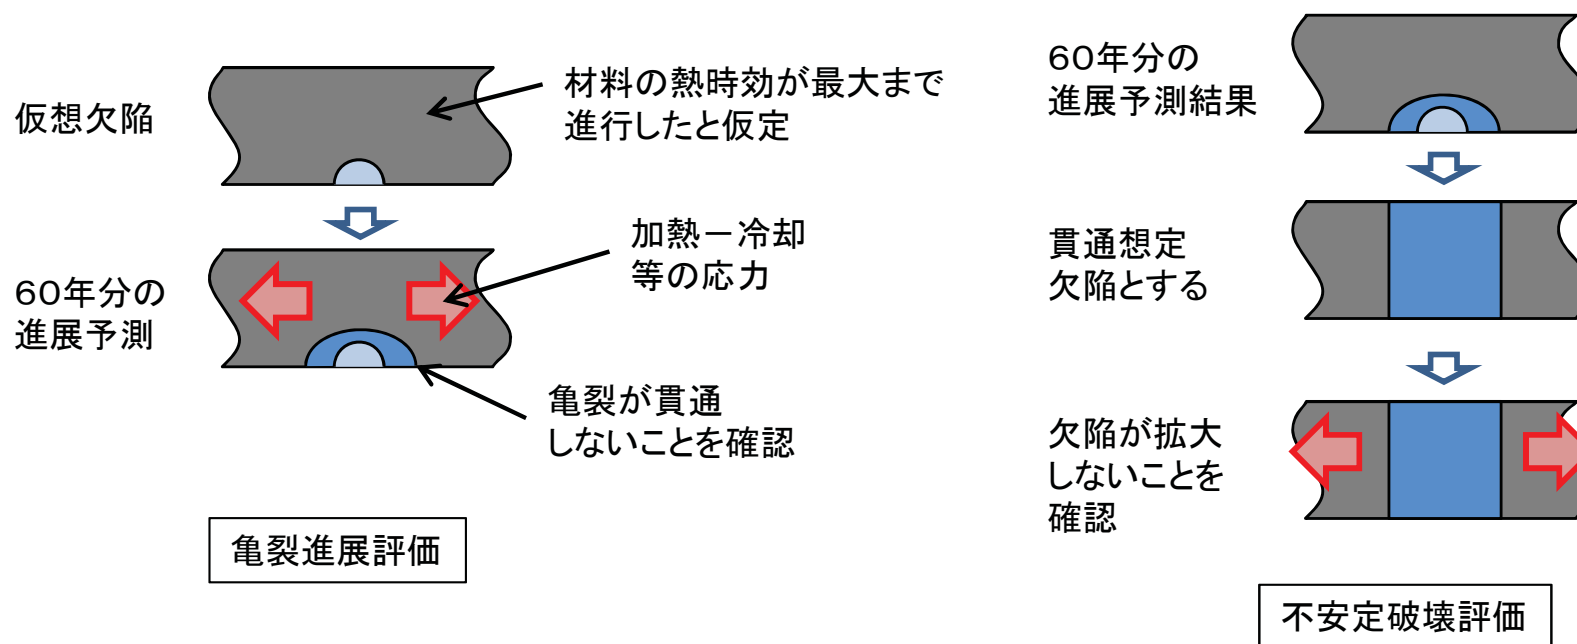 仮想欠陥
材料の熱時効が最大まで
進行したと仮定
60年分の
進展予測
加熱－冷却
等の応力
亀裂が貫通
しないことを確認
亀裂進展評価
60年分の
進展予測結果
貫通想定
欠陥とする
欠陥が拡大
しないことを
確認
不安定破壊評価